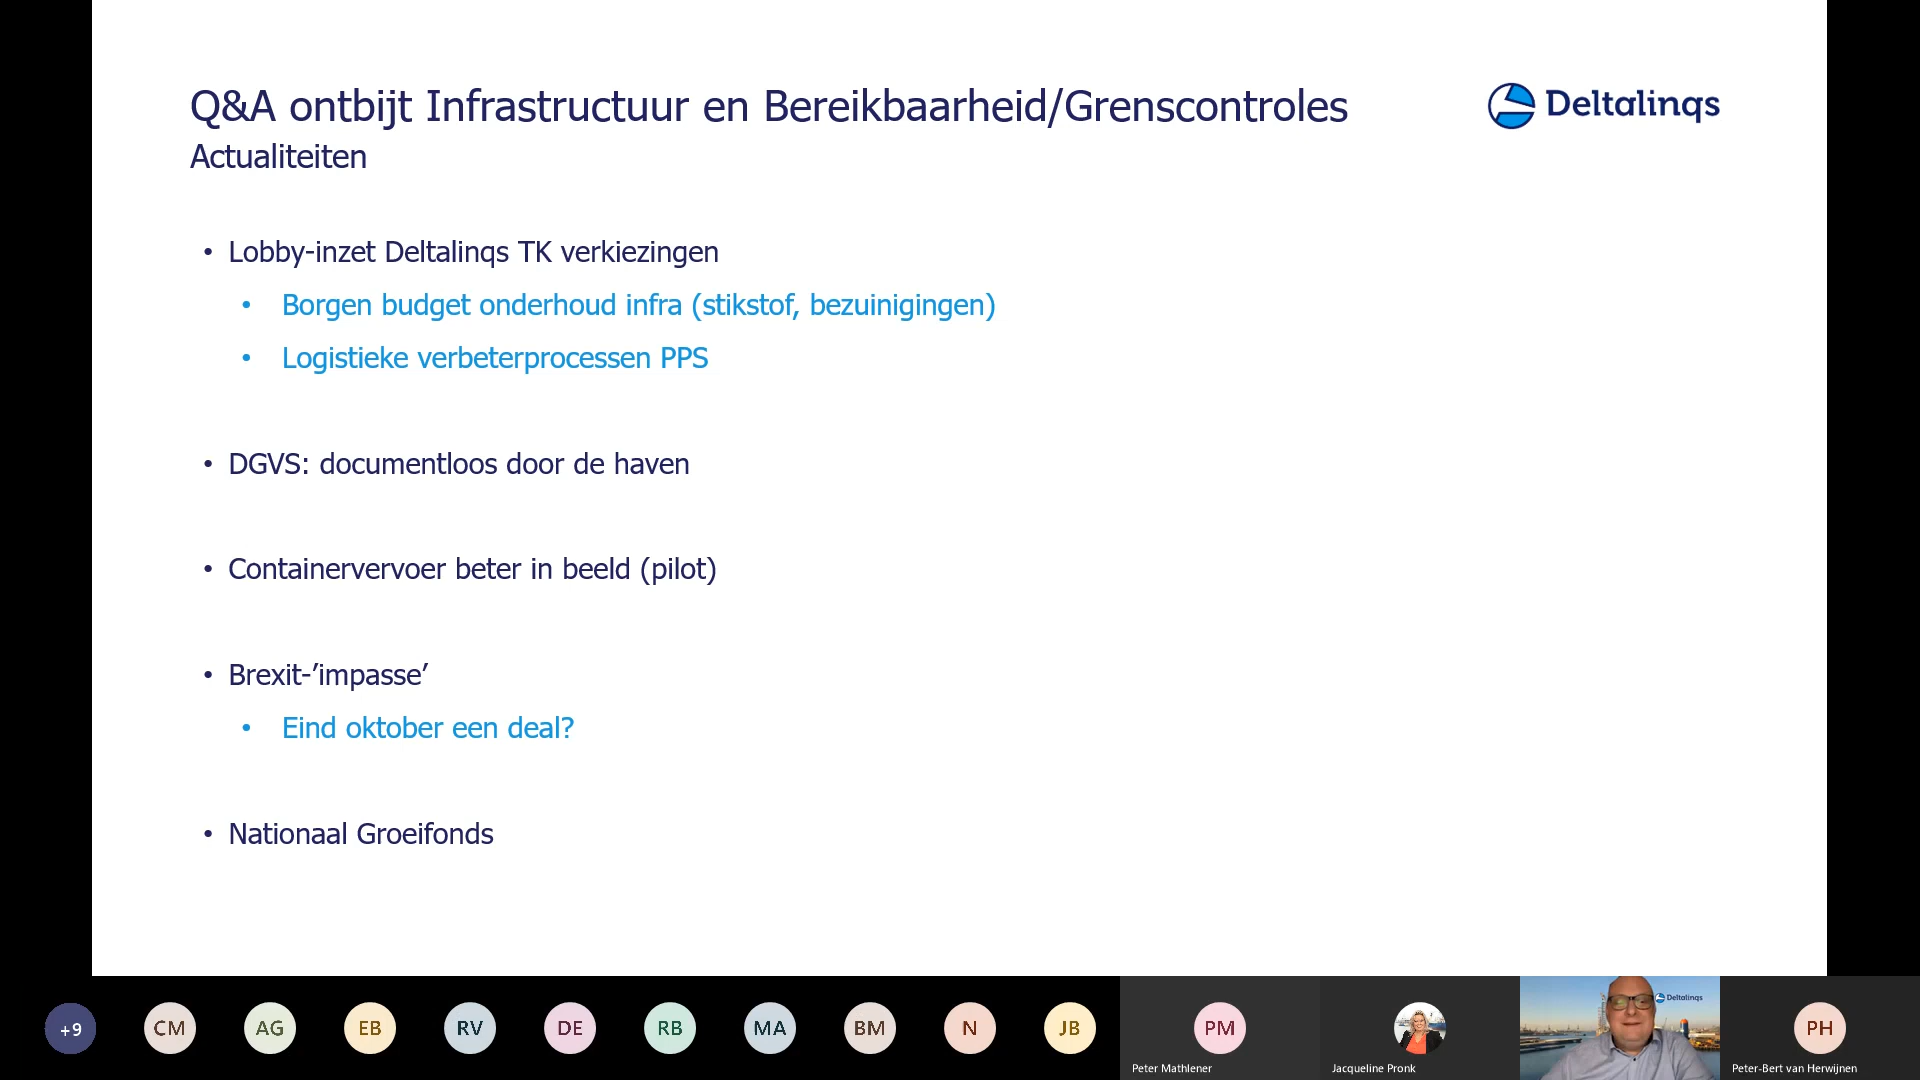 Q&A ontbijt Infrastructuur en Bereikbaarheid/Grenscontroles
Deltalinqs
Actualiteiten
• Lobby-inzet Deltalinqs TK verkiezingen
• Borgen budget onderhoud infra (stikstof, bezuinigingen)
• Logistieke verbeterprocessen PPS
• DGVS: documentloos door de haven
• Containervervoer beter in beeld (pilot)
• Brexit-’impasse’
• Eind oktober een deal?
• Nationaal Groeifonds
+9 CM AG EB RV DE RB MA BM N JB PM Deltalinqs PH
Peter Mathlener Jacqueline Pronk Peter-Bert van Herwijnen